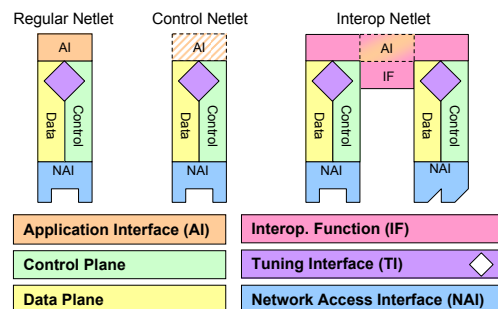 Regular Netlet Control Netlet Interop Netlet
AI AI AI
IF
Data Control Data Control Data Control Data Control
NAI NAI NAI NAI
Application Interface (AI) Interop. Function (IF)
Control Plane Tuning Interface (TI)
Data Plane Network Access Interface (NAI)